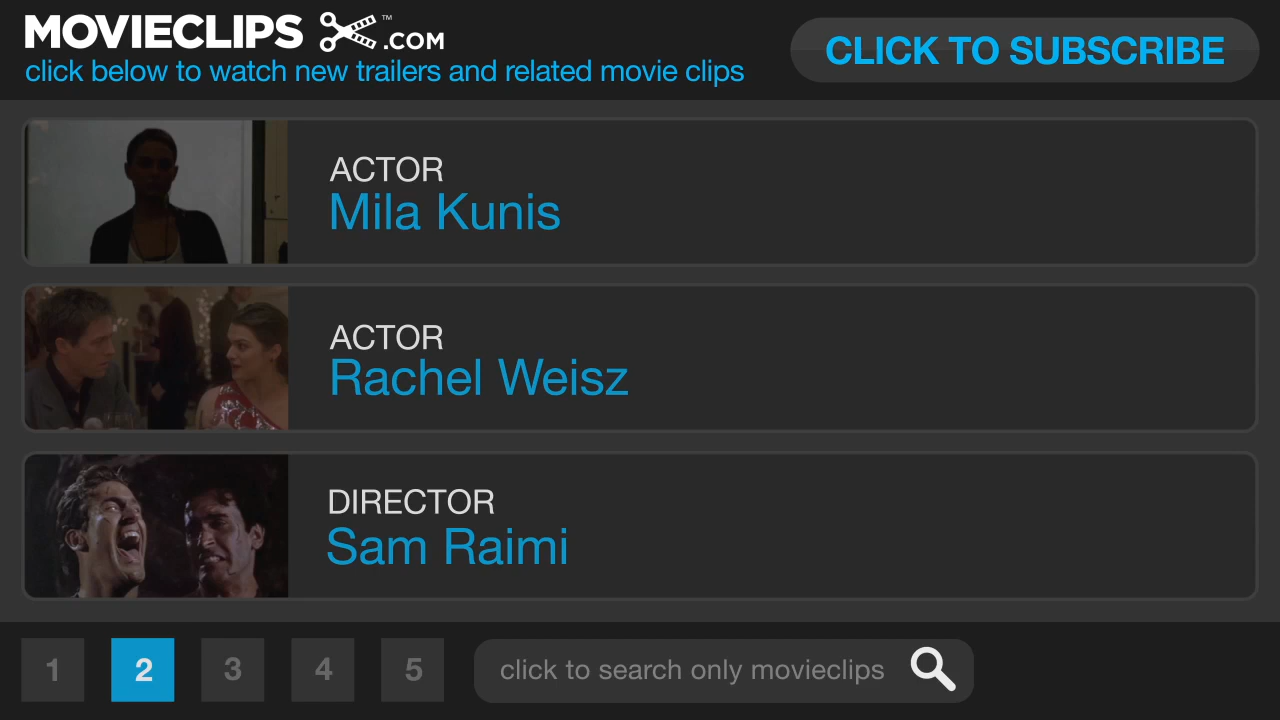 MOVIECLIPS ™ .COM
click below to watch new trailers and related movie clips
CLICK TO SUBSCRIBE
ACTOR
Mila Kunis
ACTOR
Rachel Weisz
DIRECTOR
Sam Raimi
1 2 3 4 5 click to search only movieclips